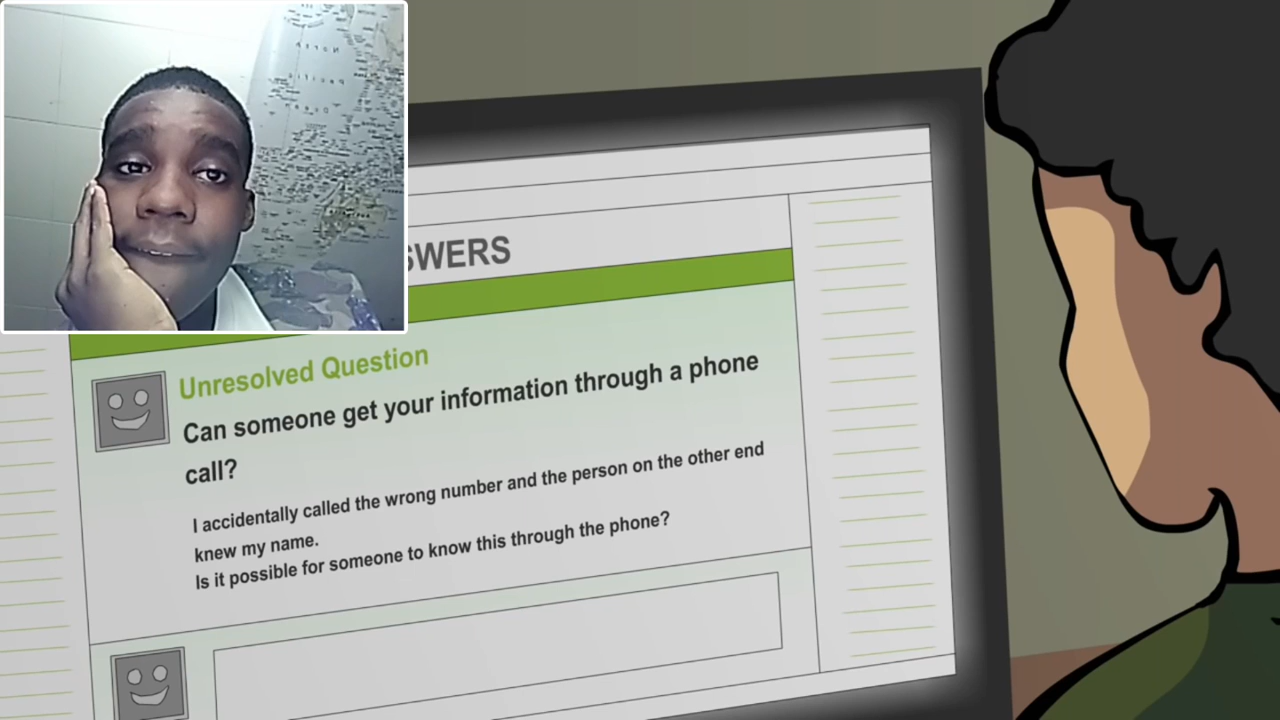 SWERS
Unresolved Question
Can someone get your information through a phone
call?
I accidentally called the wrong number and the person on the other end
knew my name.
Is it possible for someone to know this through the phone?